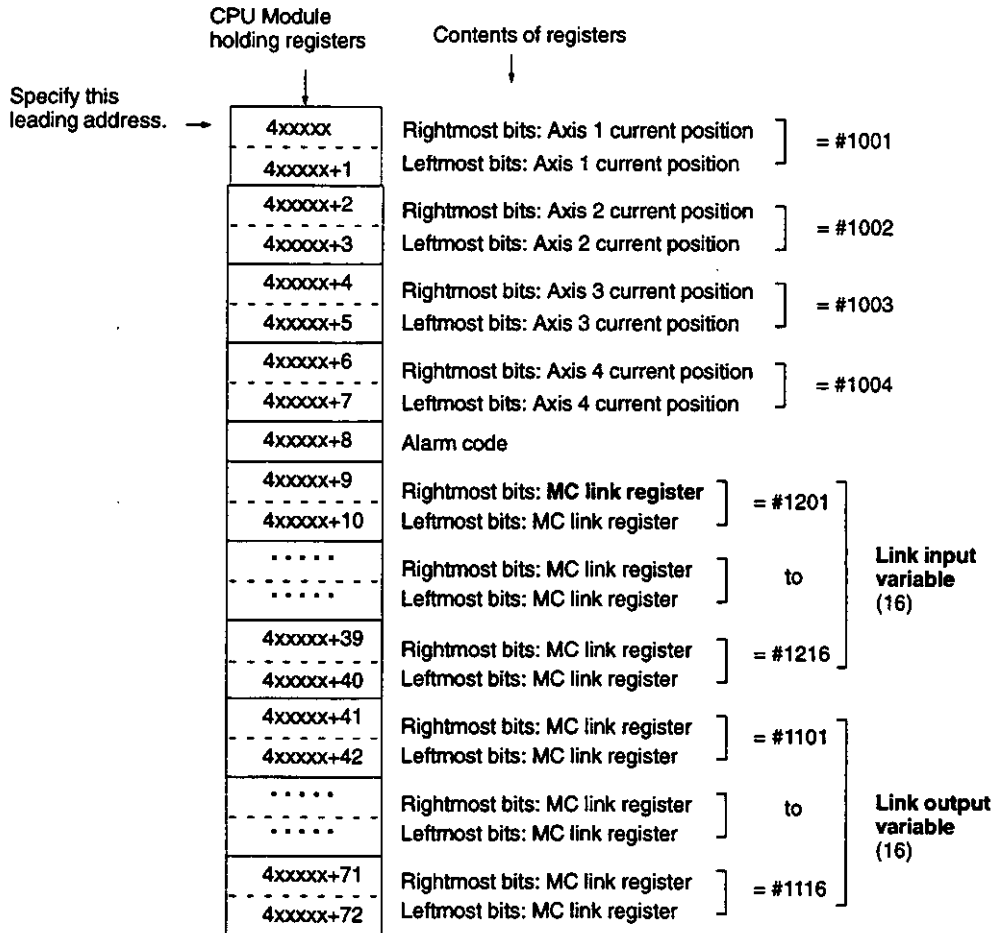 CPU Module
holding registers
Contents of registers
Specify this
leading address.
4xxxxx Rightmost bits: Axis 1 current position
4xxxxx+1 Leftmost bits: Axis 1 current position
= #1001
4xxxxx+2 Rightmost bits: Axis 2 current position
4xxxxx+3 Leftmost bits: Axis 2 current position
= #1002
4xxxxx+4 Rightmost bits: Axis 3 current position
4xxxxx+5 Leftmost bits: Axis 3 current position
= #1003
4xxxxx+6 Rightmost bits: Axis 4 current position
4xxxxx+7 Leftmost bits: Axis 4 current position
= #1004
4xxxxx+8 Alarm code
4xxxxx+9 Rightmost bits: MC link register
4xxxxx+10 Leftmost bits: MC link register
= #1201
· · · · · Rightmost bits: MC link register
· · · · · Leftmost bits: MC link register
to
Link input
variable
(16)
4xxxxx+39 Rightmost bits: MC link register
4xxxxx+40 Leftmost bits: MC link register
= #1216
4xxxxx+41 Rightmost bits: MC link register
4xxxxx+42 Leftmost bits: MC link register
= #1101
· · · · · Rightmost bits: MC link register
· · · · · Leftmost bits: MC link register
to
Link output
variable
(16)
4xxxxx+71 Rightmost bits: MC link register
4xxxxx+72 Leftmost bits: MC link register
= #1116